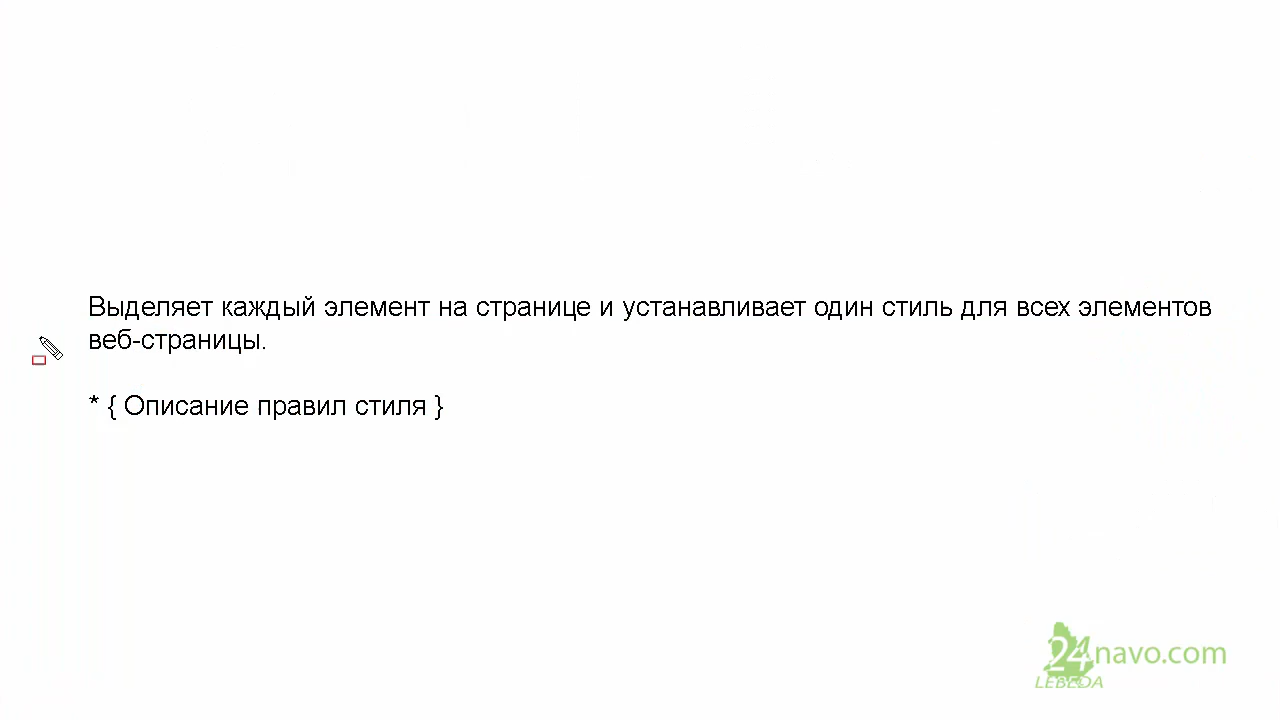 Выделяет каждый элемент на странице и устанавливает один стиль для всех элементов
веб-страницы.
* { Описание правил стиля }
24navo.com
LEBEDA